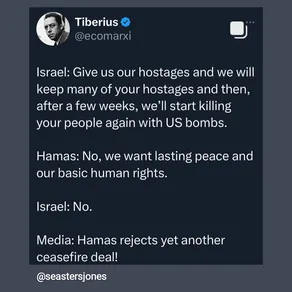 Tiberius
@ecomarxi
Israel: Give us our hostages and we will
keep many of your hostages and then,
after a few weeks, we'll start killing
your people again with US bombs.
Hamas: No, we want lasting peace and
our basic human rights.
Israel: No.
Media: Hamas rejects yet another
ceasefire deal!
@seastersjones